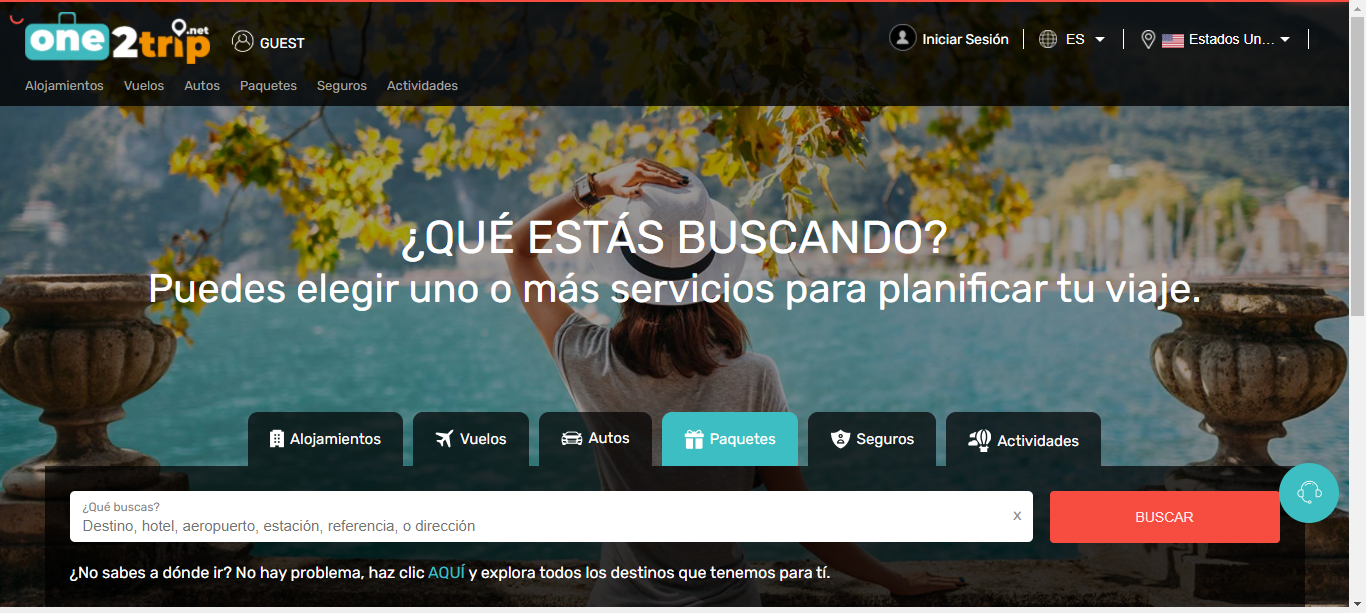 one2trip.net
GUEST
Iniciar Sesión
ES
Estados Un...
Alojamientos Vuelos Autos Paquetes Seguros Actividades
¿QUÉ ESTÁS BUSCANDO?
Puedes elegir uno o más servicios para planificar tu viaje.
Alojamientos Vuelos Autos Paquetes Seguros Actividades
¿Qué buscas?
Destino, hotel, aeropuerto, estación, referencia, o dirección
x
BUSCAR
¿No sabes a dónde ir? No hay problema, haz clic AQUÍ y explora todos los destinos que tenemos para tí.